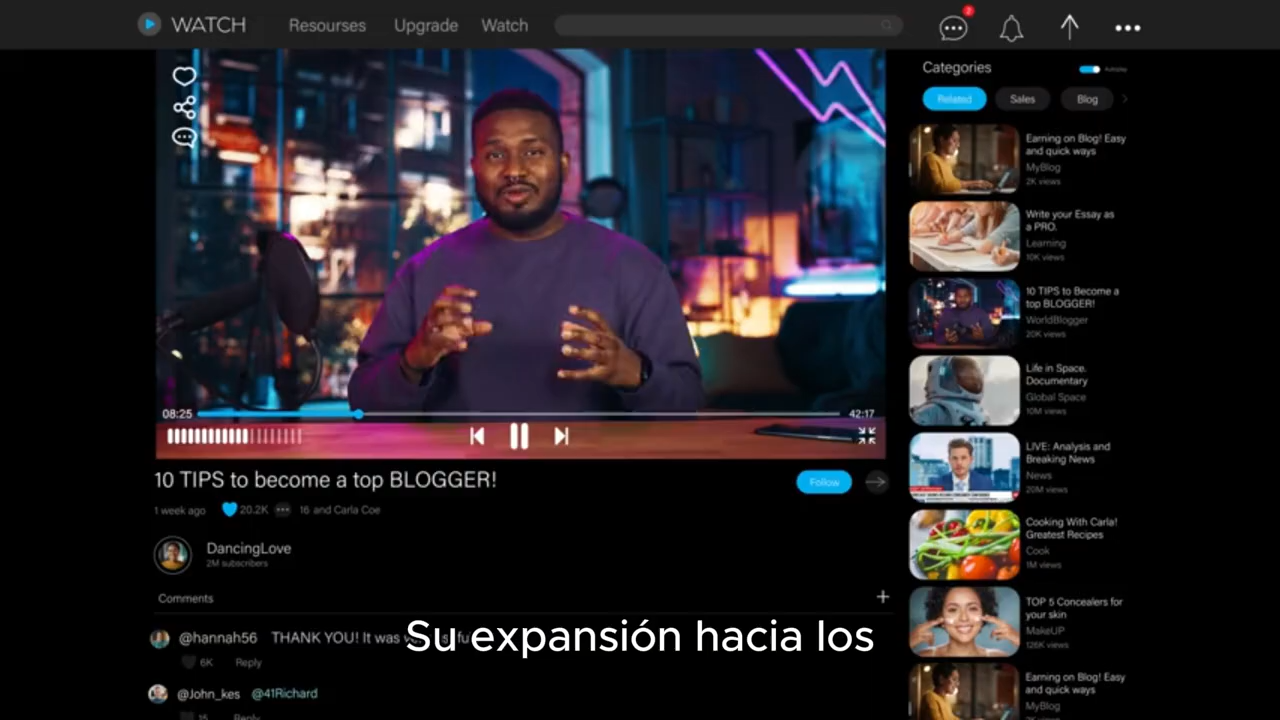 WATCH Resourses Upgrade Watch
2
Categories
Autoplay
Related Sales Blog
Earning on Blog! Easy
and quick ways
MyBlog
2K views
Write your Essay as
a PRO.
Learning
10K views
10 TIPS to Become a
top BLOGGER!
WorldBlogger
20K views
Life in Space.
Documentary
Global Space
10M views
LIVE: Analysis and
Breaking News
News
20M views
Cooking With Carla!
Greatest Recipes
Cook
1M views
TOP 5 Concealers for
your skin
MakeUP
126K views
Earning on Blog! Easy
and quick ways
MyBlog
08:25 42:17
10 TIPS to become a top BLOGGER!
Follow
1 week ago 20.2K 16 and Carla Coe
DancingLove
2M subscribers
Comments
@hannah56 THANK YOU! It was
6K Reply
@John_kes @41Richard
15 Reply
Su expansión hacia los